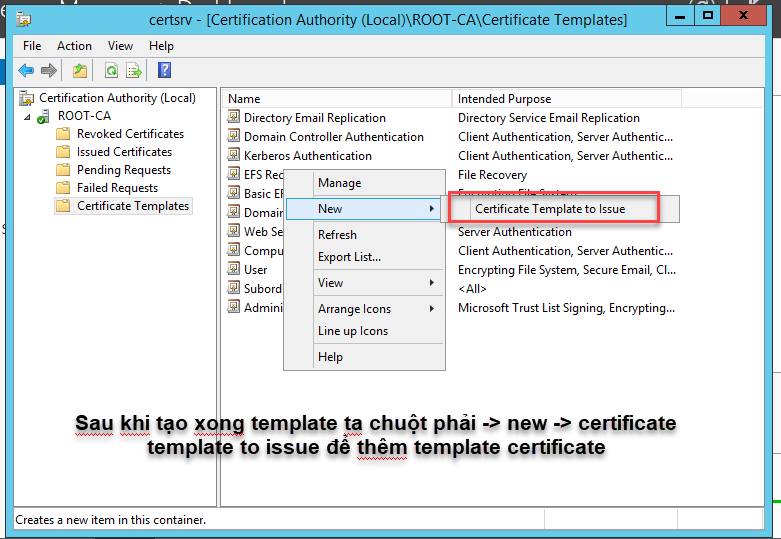 certsrv - [Certification Authority (Local)\ROOT-CA\Certificate Templates]
File Action View Help
Certification Authority (Local)
ROOT-CA
Revoked Certificates
Issued Certificates
Pending Requests
Failed Requests
Certificate Templates
Name Intended Purpose
Directory Email Replication Directory Service Email Replication
Domain Controller Authentication Client Authentication, Server Authentic...
Kerberos Authentication Client Authentication, Server Authentic...
EFS Rec File Recovery
Basic EF Encrypting File System
Domain
Web Se Server Authentication
Compu Client Authentication, Server Authentic...
User Encrypting File System, Secure Email, Cl...
Subord <All>
Admini Microsoft Trust List Signing, Encrypting...
Manage
New
Refresh
Export List...
View
Arrange Icons
Line up Icons
Help
Certificate Template to Issue
Sau khi tạo xong template ta chuột phải -> new -> certificate
template to issue để thêm template certificate
Creates a new item in this container.